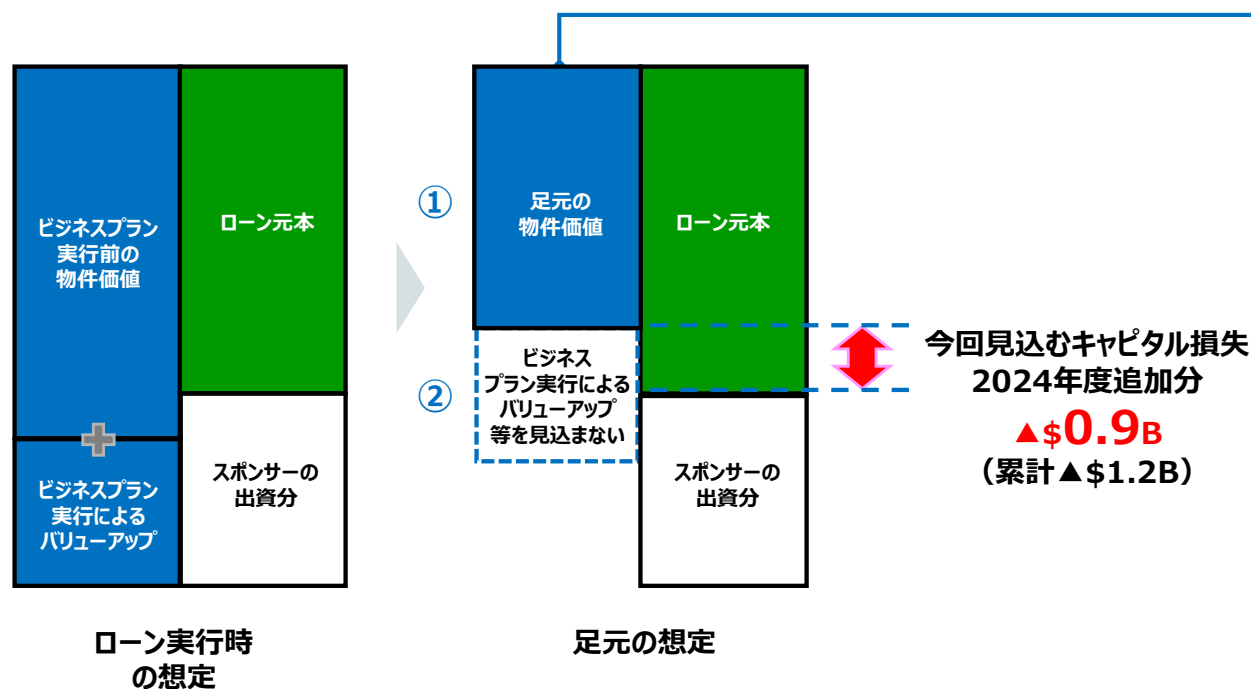 ビジネスプラン
実行前の
物件価値
ローン元本
ビジネスプラン
実行による
バリューアップ
スポンサーの
出資分
ローン実行時
の想定
①
足元の
物件価値
ローン元本
②
ビジネス
プラン実行による
バリューアップ
等を見込まない
スポンサーの
出資分
足元の想定
今回見込むキャピタル損失
2024年度追加分
▲$0.9B
（累計▲$1.2B）